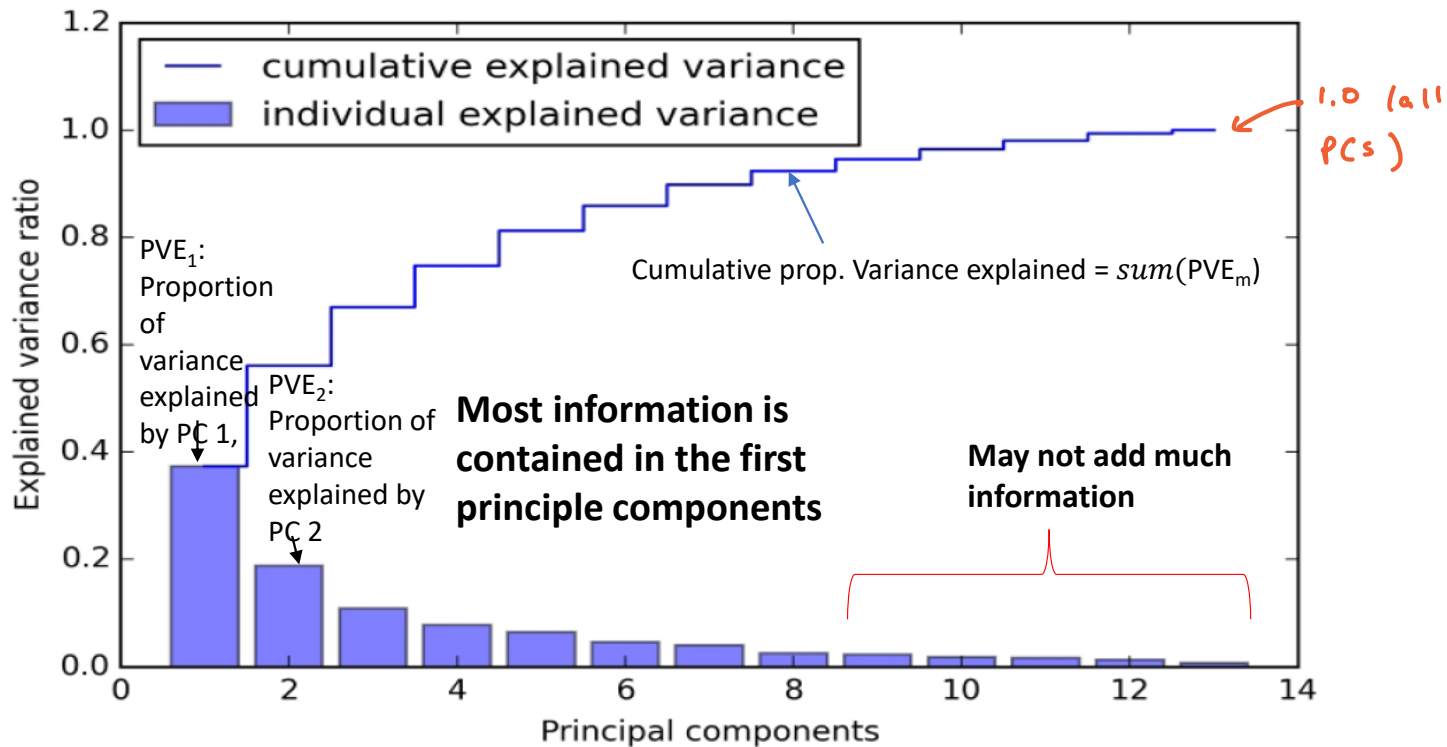 1.2
cumulative explained variance
individual explained variance
1.0 (all
PCs)
1.0
0.8
0.6
0.4
0.2
0.0
Explained variance ratio
PVE1:
Proportion
of
variance
explained
by PC 1,
PVE2:
Proportion of
variance
explained by
PC 2
Cumulative prop. Variance explained = sum(PVEm)
Most information is
contained in the first
principle components
May not add much
information
0 2 4 6 8 10 12 14
Principal components